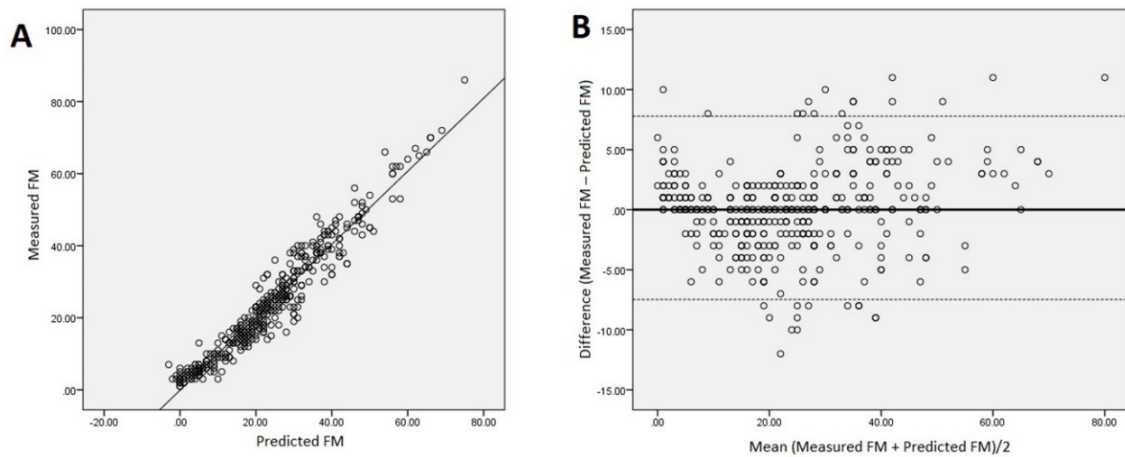 A
100.00
80.00
60.00
40.00
20.00
.00
Measured FM
-20.00 .00 20.00 40.00 60.00 80.00
Predicted FM
B
15.00
10.00
5.00
.00
-5.00
-10.00
-15.00
Difference (Measured FM – Predicted FM)
.00 20.00 40.00 60.00 80.00
Mean (Measured FM + Predicted FM)/2